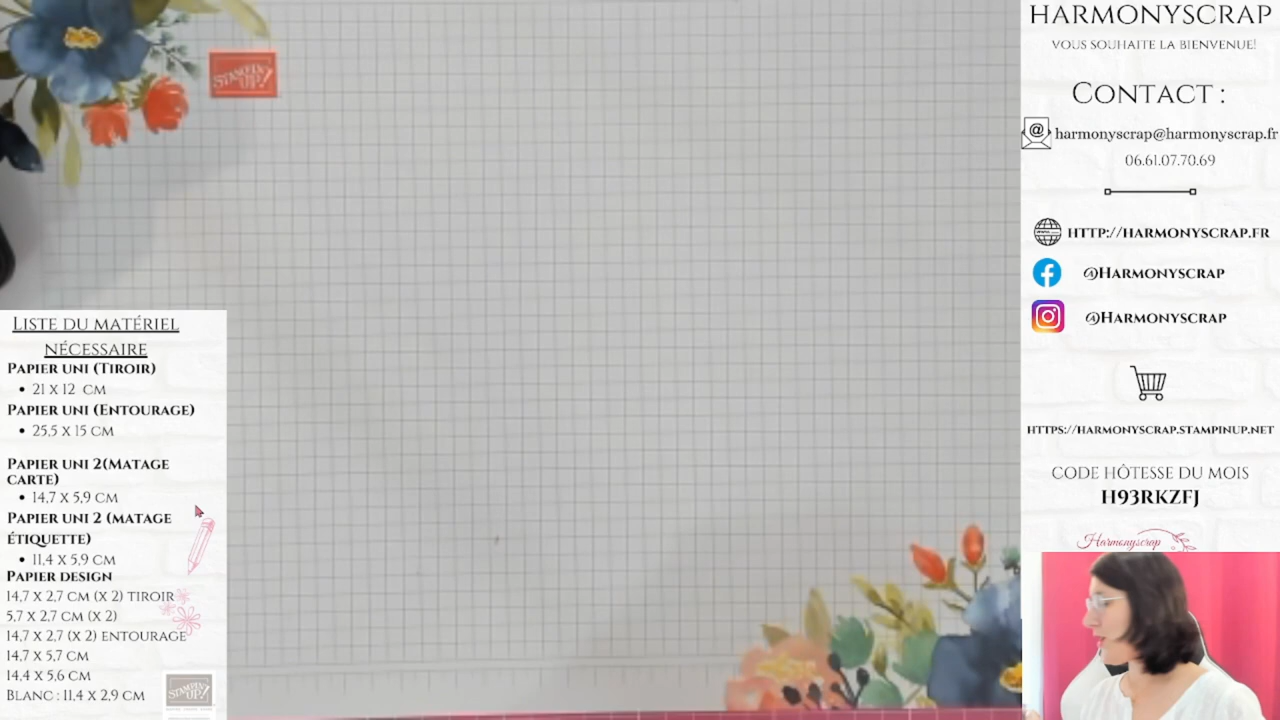 STAMPIN' UP!
LISTE DU MATÉRIEL
NÉCESSAIRE
PAPIER UNI (TIROIR)
• 21 X 12 CM
PAPIER UNI (ENTOURAGE)
• 25,5 X 15 CM
PAPIER UNI 2(MATAGE
CARTE)
• 14,7 X 5,9 CM
PAPIER UNI 2 (MATAGE
ÉTIQUETTE)
• 11,4 X 5,9 CM
PAPIER DESIGN
14,7 X 2,7 CM (X 2) TIROIR
5,7 X 2,7 CM (X 2)
14,7 X 2,7 (X 2) ENTOURAGE
14,7 X 5,7 CM
14,4 X 5,6 CM
BLANC : 11,4 X 2,9 CM
STAMPIN' UP!
HARMONYSCRAP
VOUS SOUHAITE LA BIENVENUE!
CONTACT :
@ harmonyscrap@harmonyscrap.fr
06.61.07.70.69
HTTP://HARMONYSCRAP.FR
@HARMONYSCRAP
@HARMONYSCRAP
HTTPS://HARMONYSCRAP.STAMPINUP.NET
CODE HÔTESSE DU MOIS
H93RKZFJ
Harmonyscrap